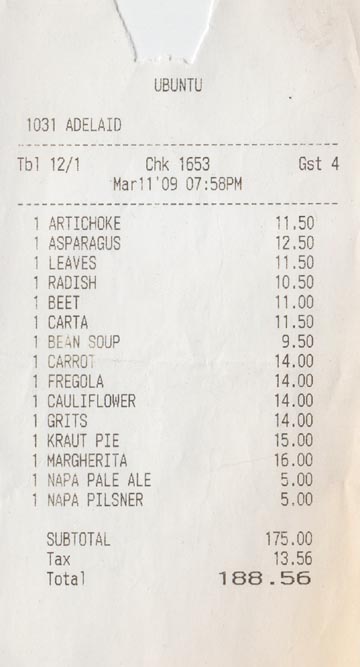 UBUNTU
1031 ADELAID
Tbl 12/1 Chk 1653 Gst 4
Mar11'09 07:58PM
1 ARTICHOKE 11.50
1 ASPARAGUS 12.50
1 LEAVES 11.50
1 RADISH 10.50
1 BEET 11.00
1 CARTA 11.50
1 BEAN SOUP 9.50
1 CARROT 14.00
1 FREGOLA 14.00
1 CAULIFLOWER 14.00
1 GRITS 14.00
1 KRAUT PIE 15.00
1 MARGHERITA 16.00
1 NAPA PALE ALE 5.00
1 NAPA PILSNER 5.00
SUBTOTAL 175.00
Tax 13.56
Total 188.56